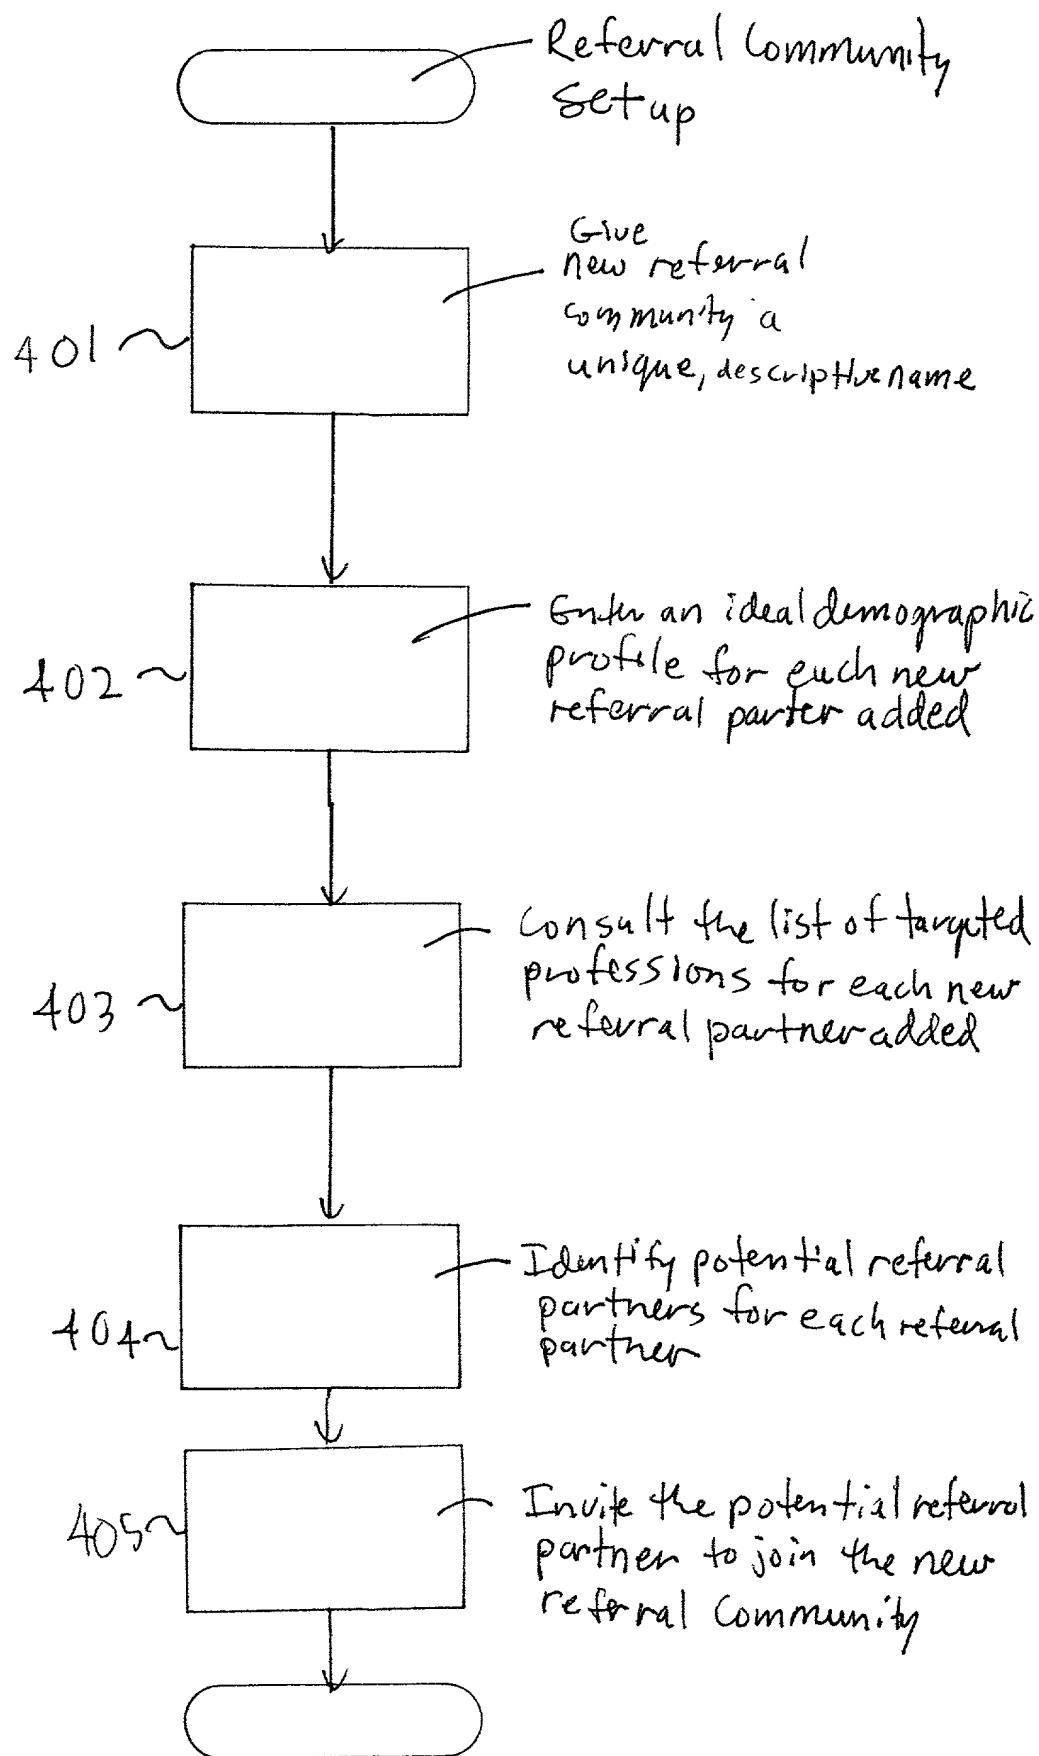 Referral Community
Setup
Give
new referral
community a
401
unique, descriptive name
Enter an ideal demographic
profile for each new
402
referral parter added
Consult the list of targeted
professions for each new
403
referral partner added
Identify potential referral
partners for each referral
404
partner
Invite the potential referral
405
partner to join the new
referral community